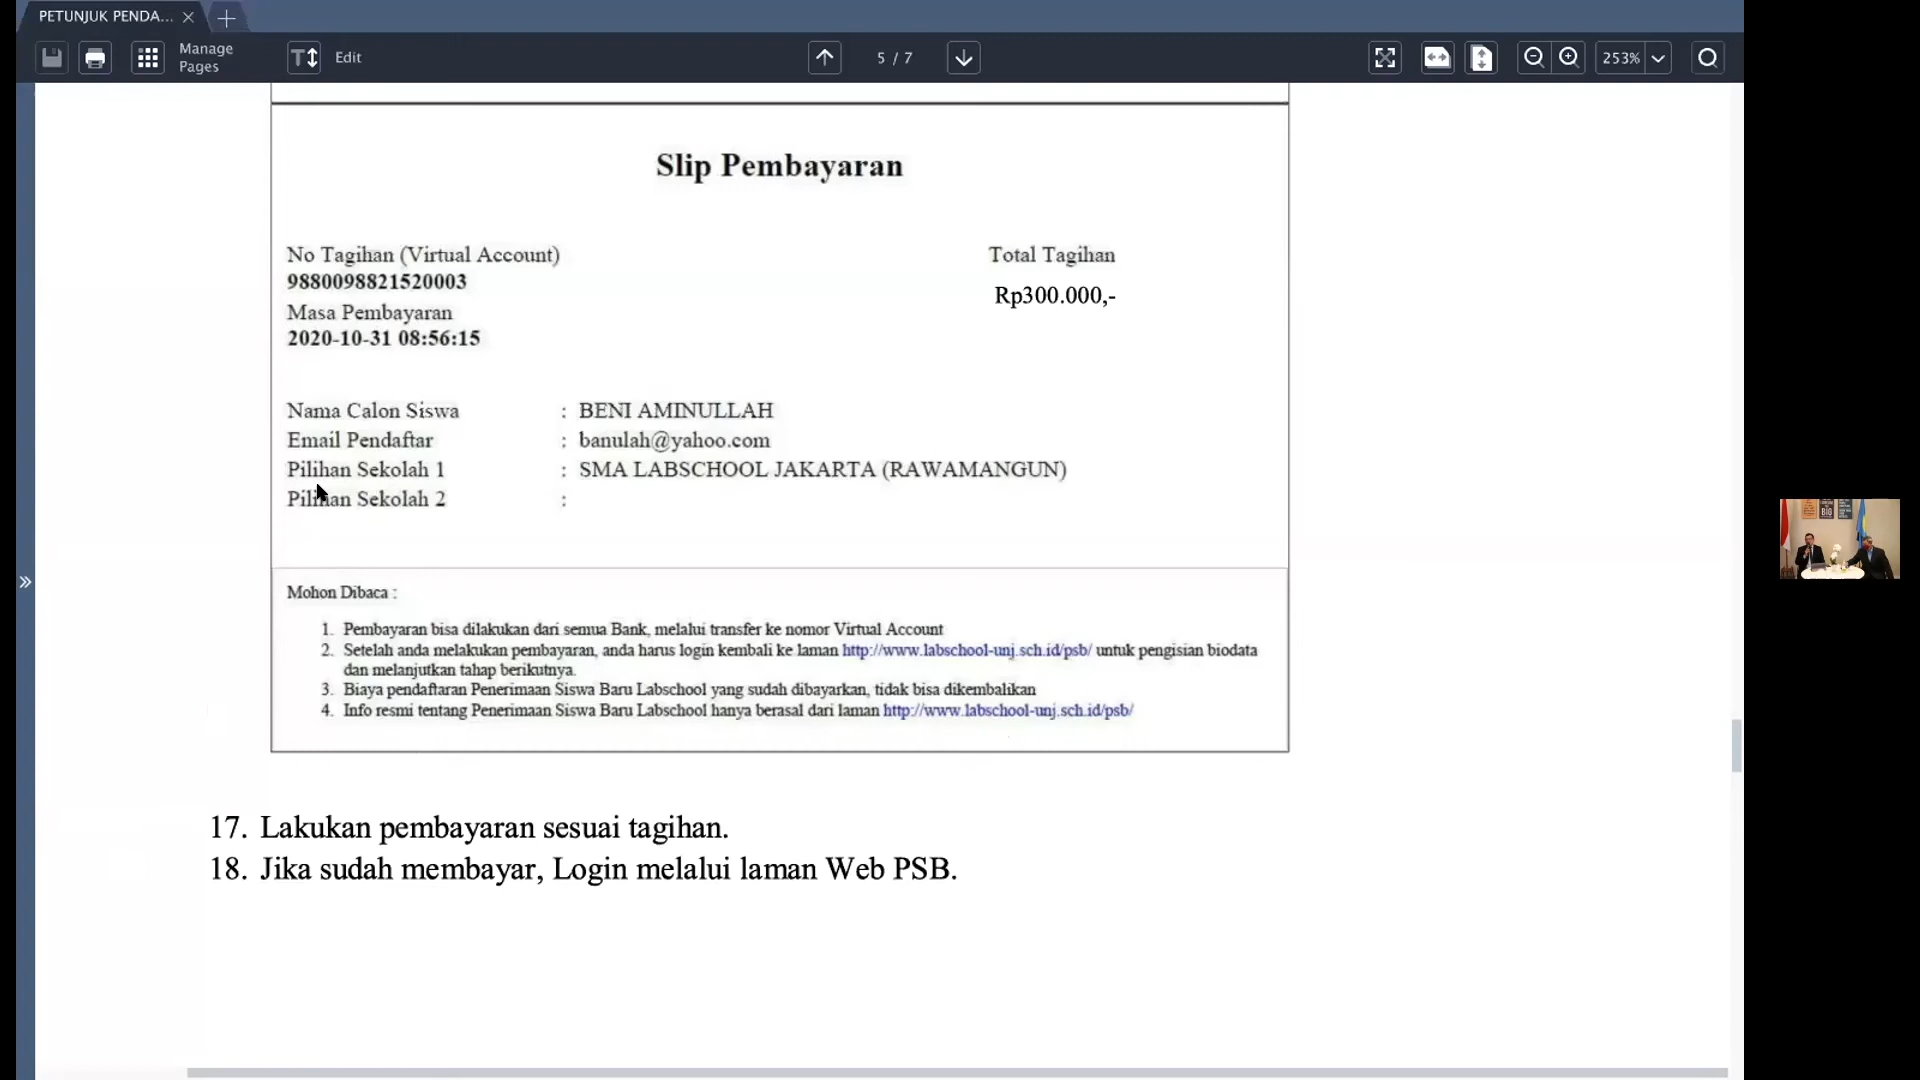 PETUNJUK PENDA...
Manage
Pages
Edit
5 / 7
253%
Slip Pembayaran
No Tagihan (Virtual Account)
Total Tagihan
9880098821520003
Rp300.000,-
Masa Pembayaran
2020-10-31 08:56:15
Nama Calon Siswa : BENI AMINULLAH
Email Pendaftar : banulah@yahoo.com
Pilihan Sekolah 1 : SMA LABSCHOOL JAKARTA (RAWAMANGUN)
Pilihan Sekolah 2 :
Mohon Dibaca :
1. Pembayaran bisa dilakukan dari semua Bank, melalui transfer ke nomor Virtual Account
2. Setelah anda melakukan pembayaran, anda harus login kembali ke laman http://www.labschool-unj.sch.id/psb/ untuk pengisian biodata
dan melanjutkan tahap berikutnya.
3. Biaya pendaftaran Penerimaan Siswa Baru Labschool yang sudah dibayarkan, tidak bisa dikembalikan
4. Info resmi tentang Penerimaan Siswa Baru Labschool hanya berasal dari laman http://www.labschool-unj.sch.id/psb/
17. Lakukan pembayaran sesuai tagihan.
18. Jika sudah membayar, Login melalui laman Web PSB.
BIG